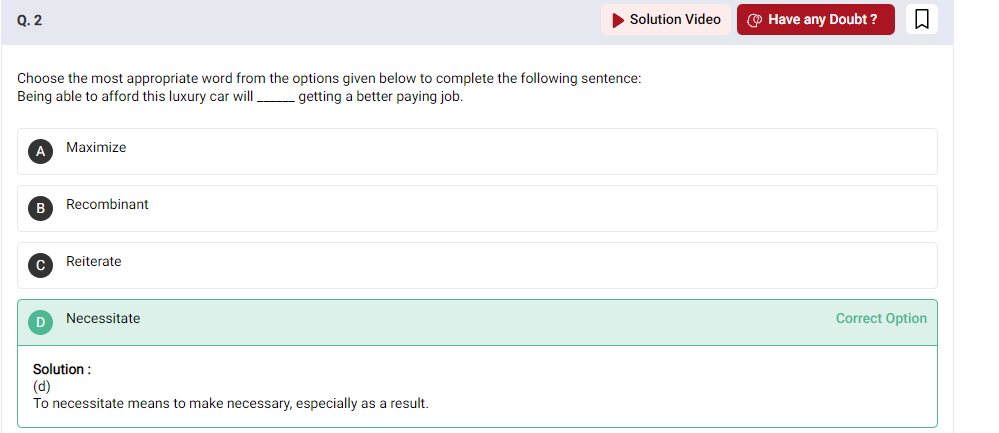 Q. 2
Solution Video
Have any Doubt ?
Choose the most appropriate word from the options given below to complete the following sentence:
Being able to afford this luxury car will ______ getting a better paying job.
A Maximize
B Recombinant
C Reiterate
D Necessitate Correct Option
Solution :
(d)
To necessitate means to make necessary, especially as a result.